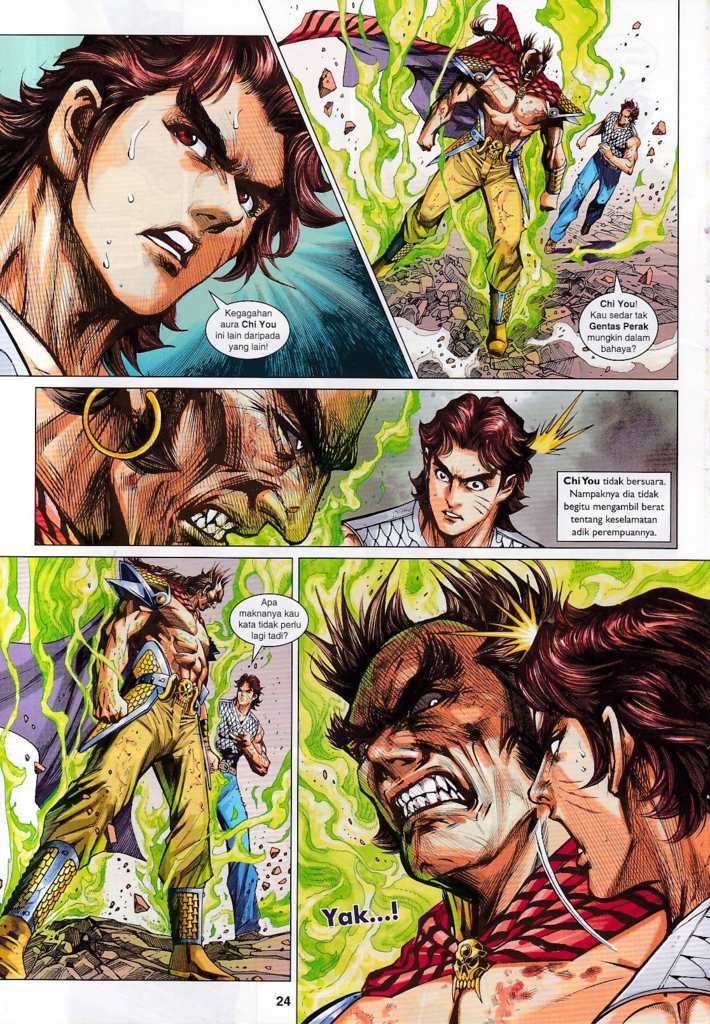 Kegagahan
aura Chi You
ini lain daripada
yang lain!
Chi You!
Kau sedar tak
Gentas Perak
mungkin dalam
bahaya?
Chi You tidak bersuara.
Nampaknya dia tidak
begitu mengambil berat
tentang keselamatan
adik perempuannya.
Apa
maknanya kau
kata tidak perlu
lagi tadi?
Yak...!
24